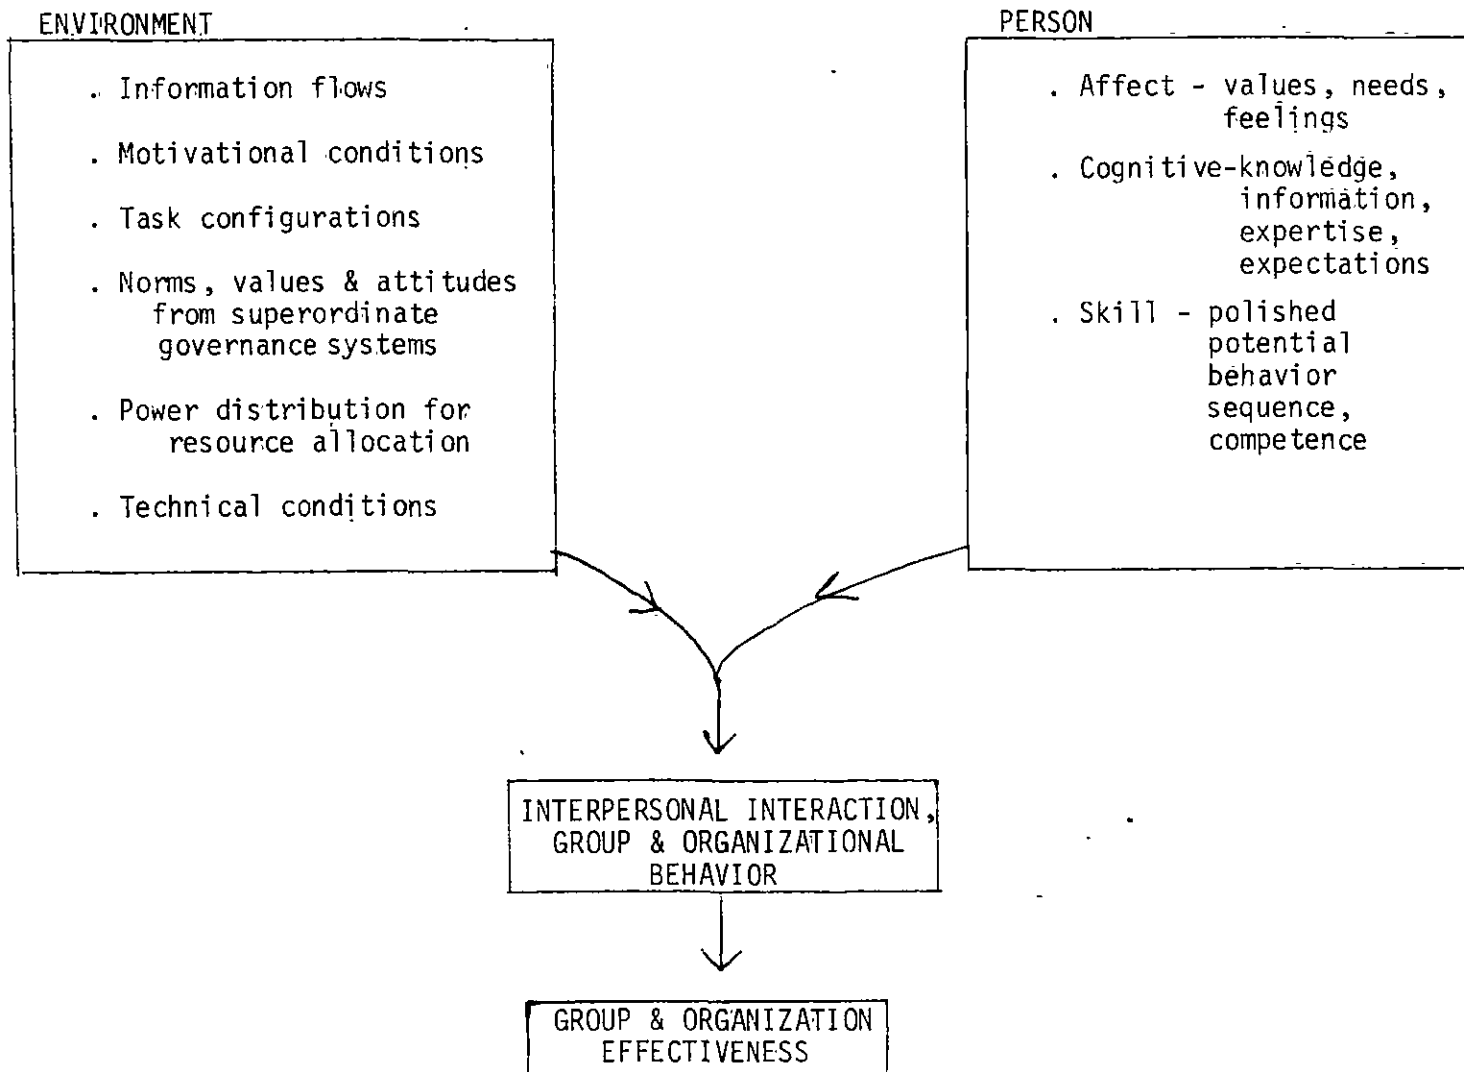 ENVIRONMENT
. Information flows
. Motivational conditions
. Task configurations
. Norms, values & attitudes
from superordinate
governance systems
. Power distribution for
resource allocation
. Technical conditions
PERSON
. Affect - values, needs,
feelings
. Cognitive-knowledge,
information,
expertise,
expectations
. Skill - polished
potential
behavior
sequence,
competence
INTERPERSONAL INTERACTION,
GROUP & ORGANIZATIONAL
BEHAVIOR
GROUP & ORGANIZATION
EFFECTIVENESS